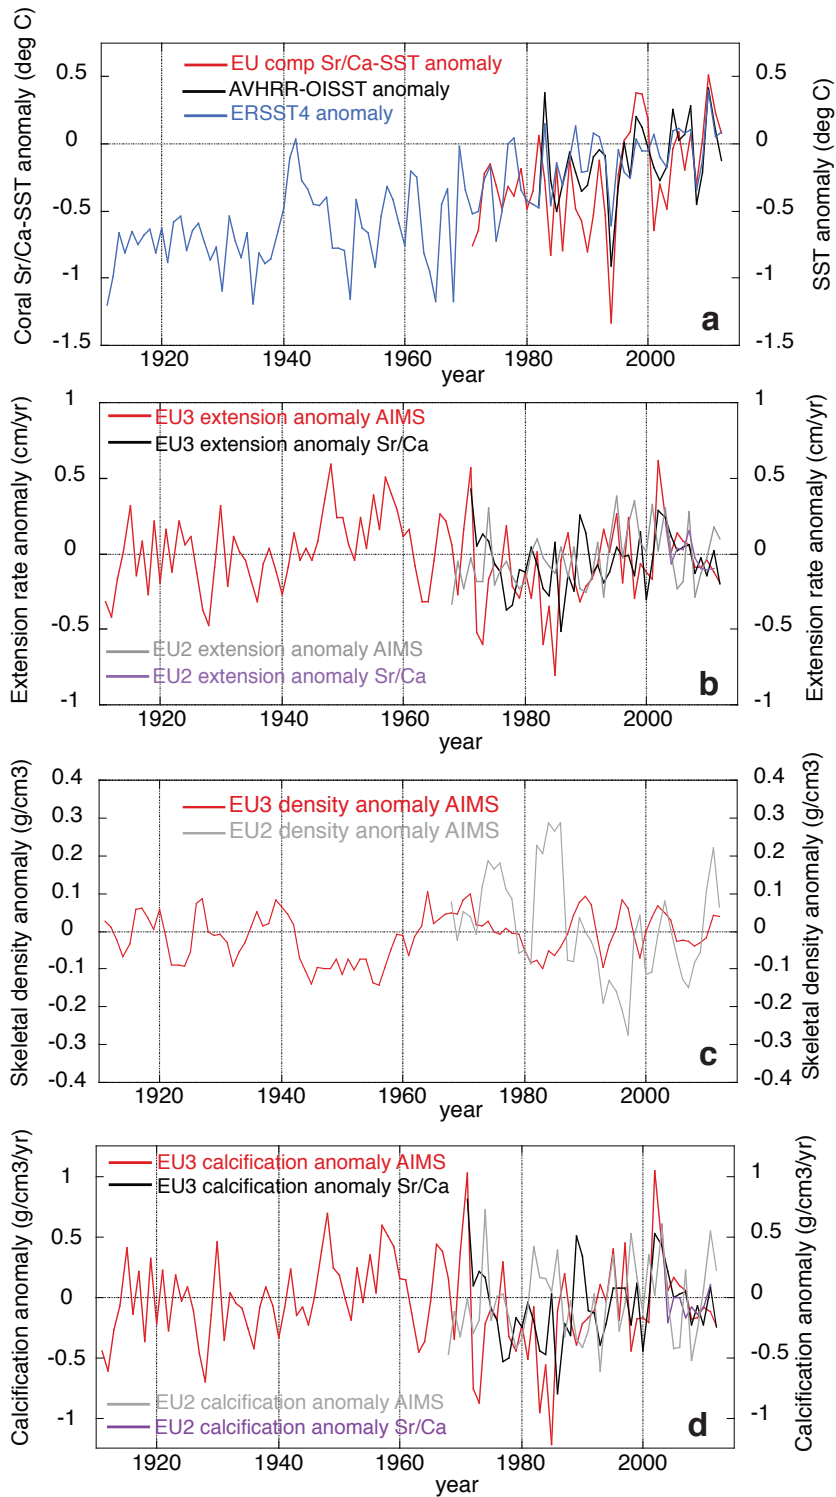 Coral Sr/Ca-SST anomaly (deg C)
SST anomaly (deg C)
EU comp Sr/Ca-SST anomaly
AVHRR-OISST anomaly
ERSST4 anomaly
0.5
0
-0.5
-1
-1.5
0.5
0
-0.5
-1
-1.5
a
1920 1940 1960 1980 2000
year
Extension rate anomaly (cm/yr)
Extension rate anomaly (cm/yr)
EU3 extension anomaly AIMS
EU3 extension anomaly Sr/Ca
EU2 extension anomaly AIMS
EU2 extension anomaly Sr/Ca
1
0.5
0
-0.5
-1
1
0.5
0
-0.5
-1
b
1920 1940 1960 1980 2000
year
Skeletal density anomaly (g/cm3)
Skeletal density anomaly (g/cm3)
EU3 density anomaly AIMS
EU2 density anomaly AIMS
0.4
0.3
0.2
0.1
0
-0.1
-0.2
-0.3
-0.4
0.4
0.3
0.2
0.1
0
-0.1
-0.2
-0.3
-0.4
c
1920 1940 1960 1980 2000
year
Calcification anomaly (g/cm3/yr)
Calcification anomaly (g/cm3/yr)
EU3 calcification anomaly AIMS
EU3 calcification anomaly Sr/Ca
EU2 calcification anomaly AIMS
EU2 calcification anomaly Sr/Ca
1
0.5
0
-0.5
-1
1
0.5
0
-0.5
-1
d
1920 1940 1960 1980 2000
year